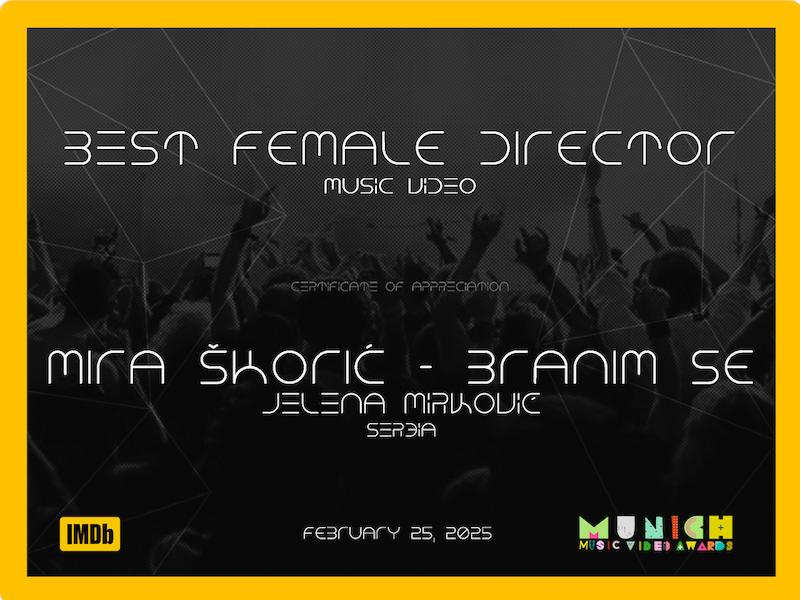 BEST FEMALE DIRECTOR
MUSIC VIDEO
CERTIFICATE OF APPRECIATION
MIRA ŠKORIĆ - BRANIM SE
JELENA MIRKOVIĆ
SERBIA
IMDb
FEBRUARY 25, 2025
MUNICH
MUSIC VIDEO AWARDS